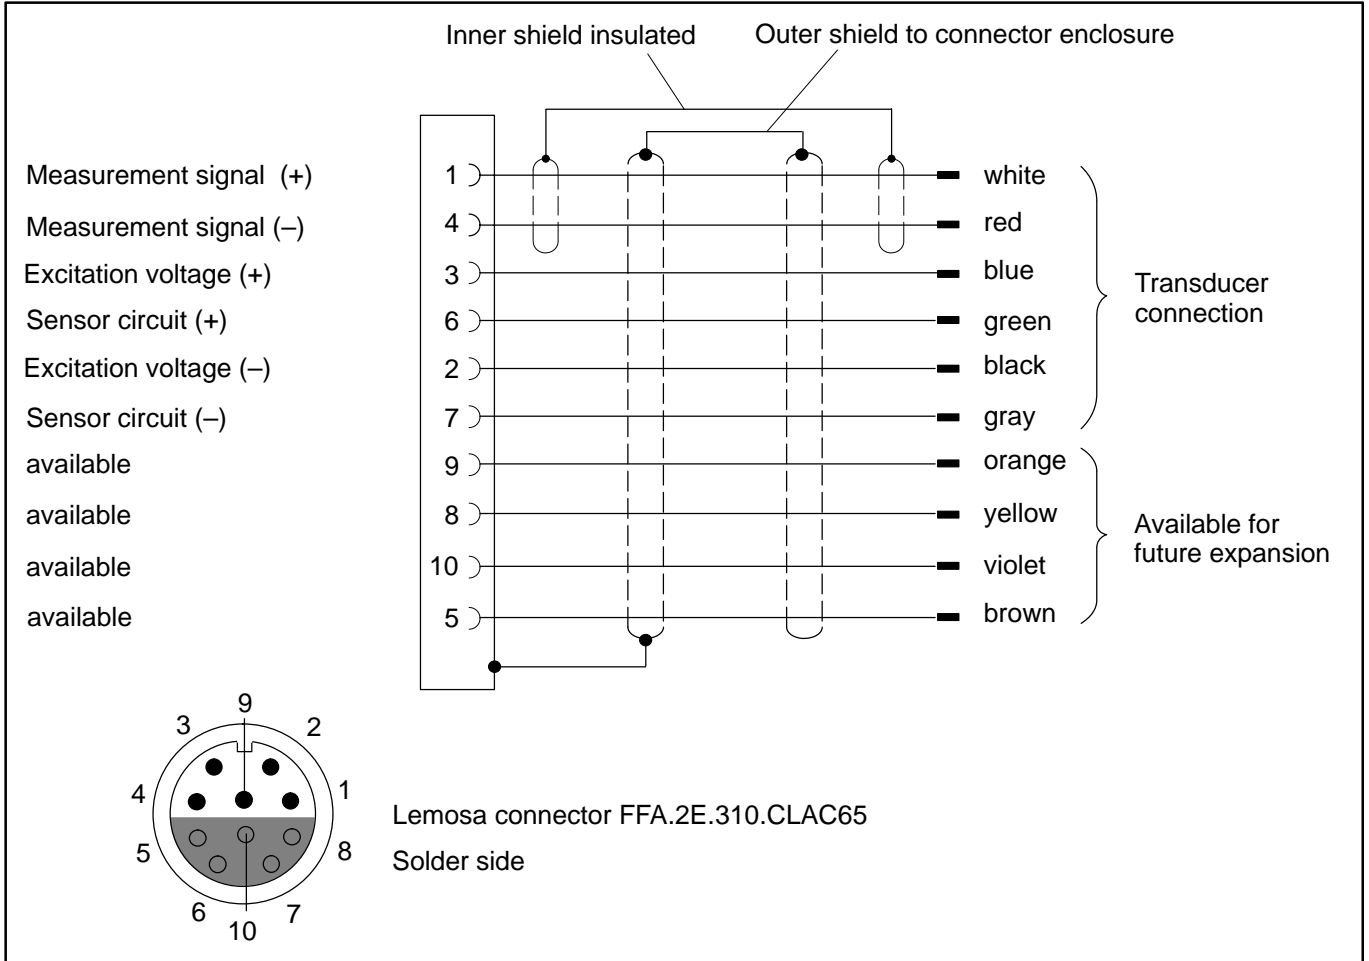 Inner shield insulated Outer shield to connector enclosure
Measurement signal (+) 1 white
Measurement signal (–) 4 red
Excitation voltage (+) 3 blue
Sensor circuit (+) 6 green
Excitation voltage (–) 2 black
Sensor circuit (–) 7 gray
Transducer
connection
available 9 orange
available 8 yellow
available 10 violet
available 5 brown
Available for
future expansion
9
3 2
4 1
5 8
6 7
10
Lemosa connector FFA.2E.310.CLAC65
Solder side